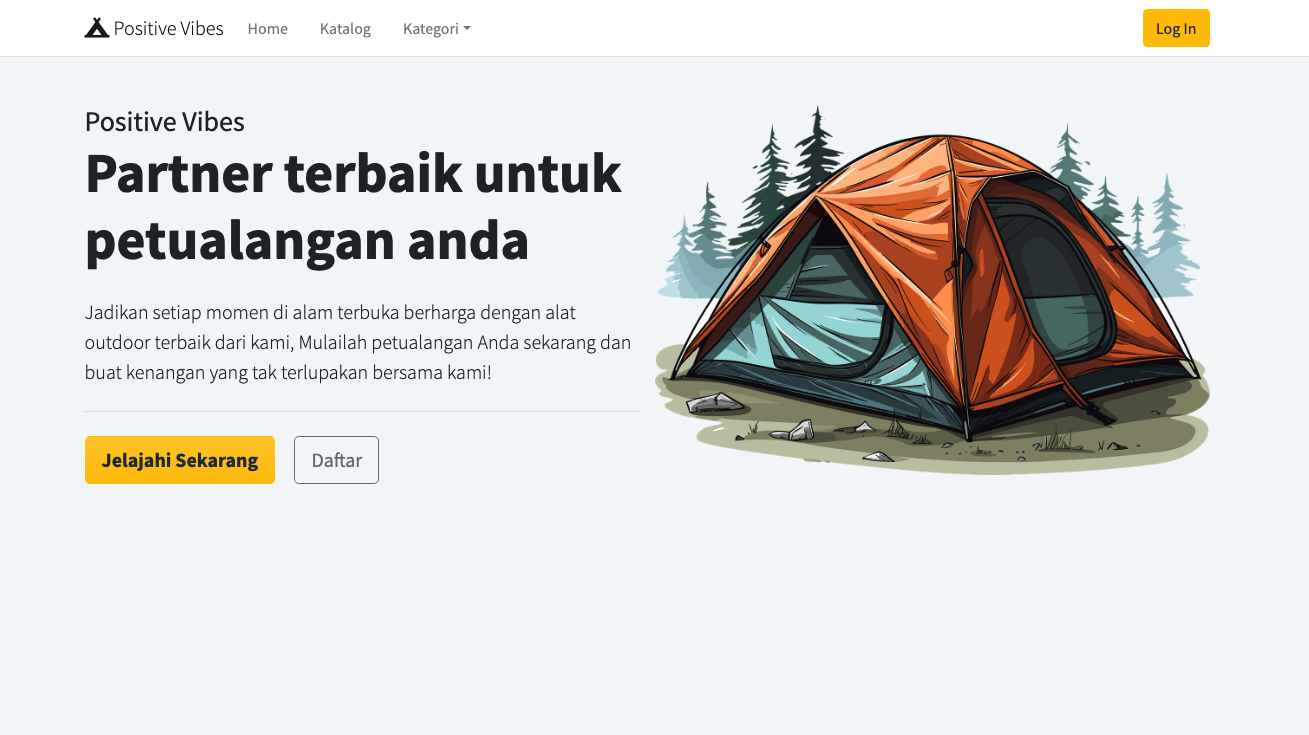 Positive Vibes
Home
Katalog
Kategori
Log In
Positive Vibes
Partner terbaik untuk
petualangan anda
Jadikan setiap momen di alam terbuka berharga dengan alat
outdoor terbaik dari kami, Mulailah petualangan Anda sekarang dan
buat kenangan yang tak terlupakan bersama kami!
Jelajahi Sekarang
Daftar